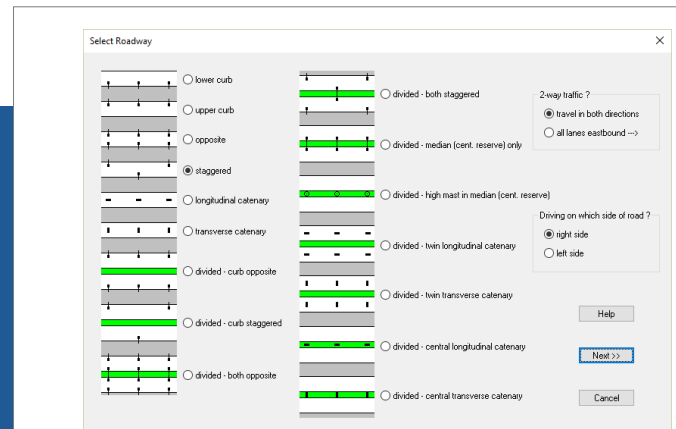 Select Roadway
lower curb
upper curb
opposite
staggered
longitudinal catenary
transverse catenary
divided - curb opposite
divided - curb staggered
divided - both opposite
divided - both staggered
divided - median (cent. reserve) only
divided - high mast in median (cent. reserve)
divided - twin longitudinal catenary
divided - twin transverse catenary
divided - central longitudinal catenary
divided - central transverse catenary
2-way traffic ?
travel in both directions
all lanes eastbound --->
Driving on which side of road ?
right side
left side
Help
Next >>
Cancel